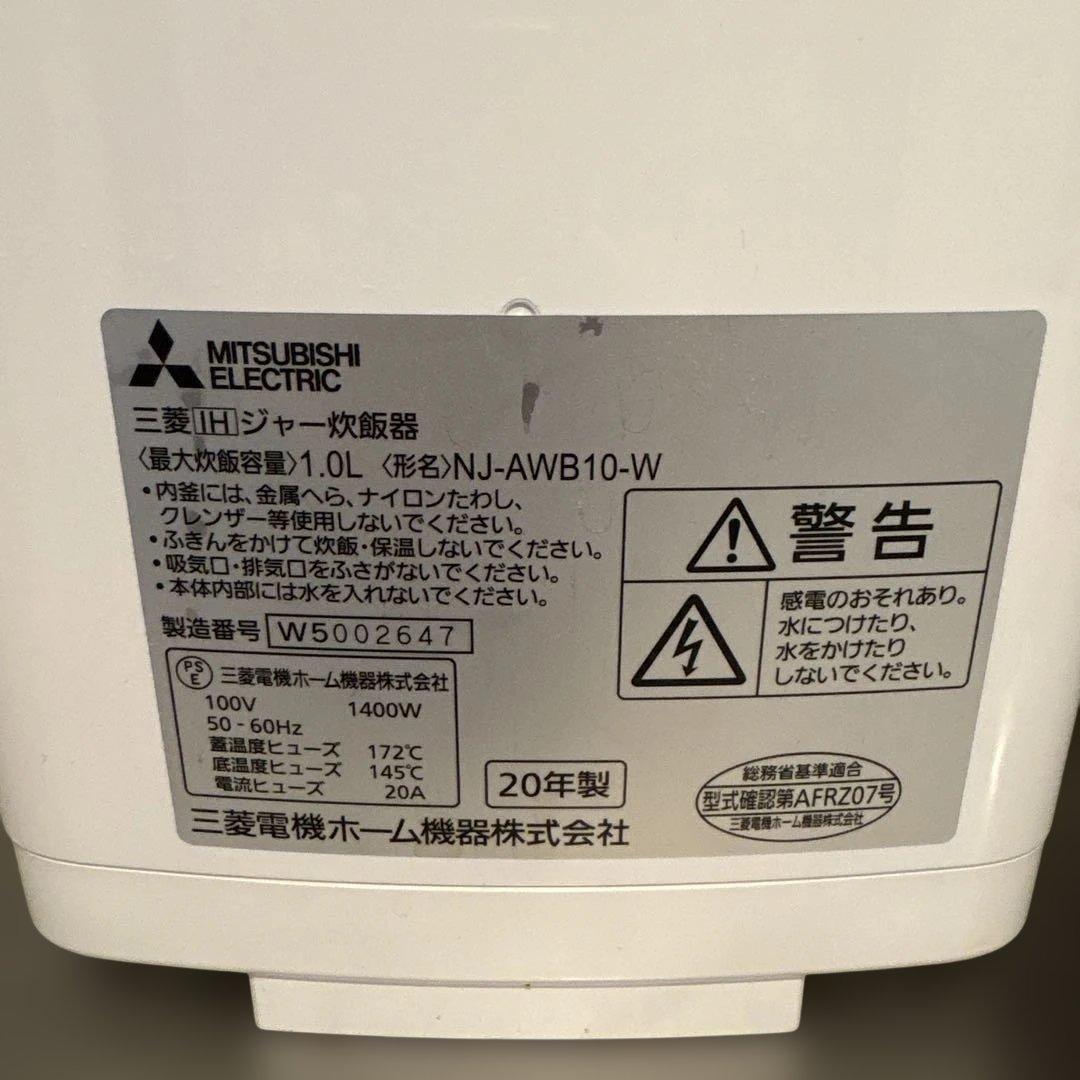 MITSUBISHI
ELECTRIC
三菱IHジャー炊飯器
〈最大炊飯容量〉1.0L 〈形名〉NJ-AWB10-W
・内釜には、金属へら、ナイロンたわし、
クレンザー等使用しないでください。
・ふきんをかけて炊飯・保温しないでください。
・吸気口・排気口をふさがないでください。
・本体内部には水を入れないでください。
警告
感電のおそれあり。
水につけたり、
水をかけたり
しないでください。
製造番号 W5002647
PS
E 三菱電機ホーム機器株式会社
100V 1400W
50-60Hz
蓋温度ヒューズ 172℃
底温度ヒューズ 145℃
電流ヒューズ 20A
20年製
総務省基準適合
型式確認第AFRZ07号
三菱電機ホーム機器株式会社
三菱電機ホーム機器株式会社